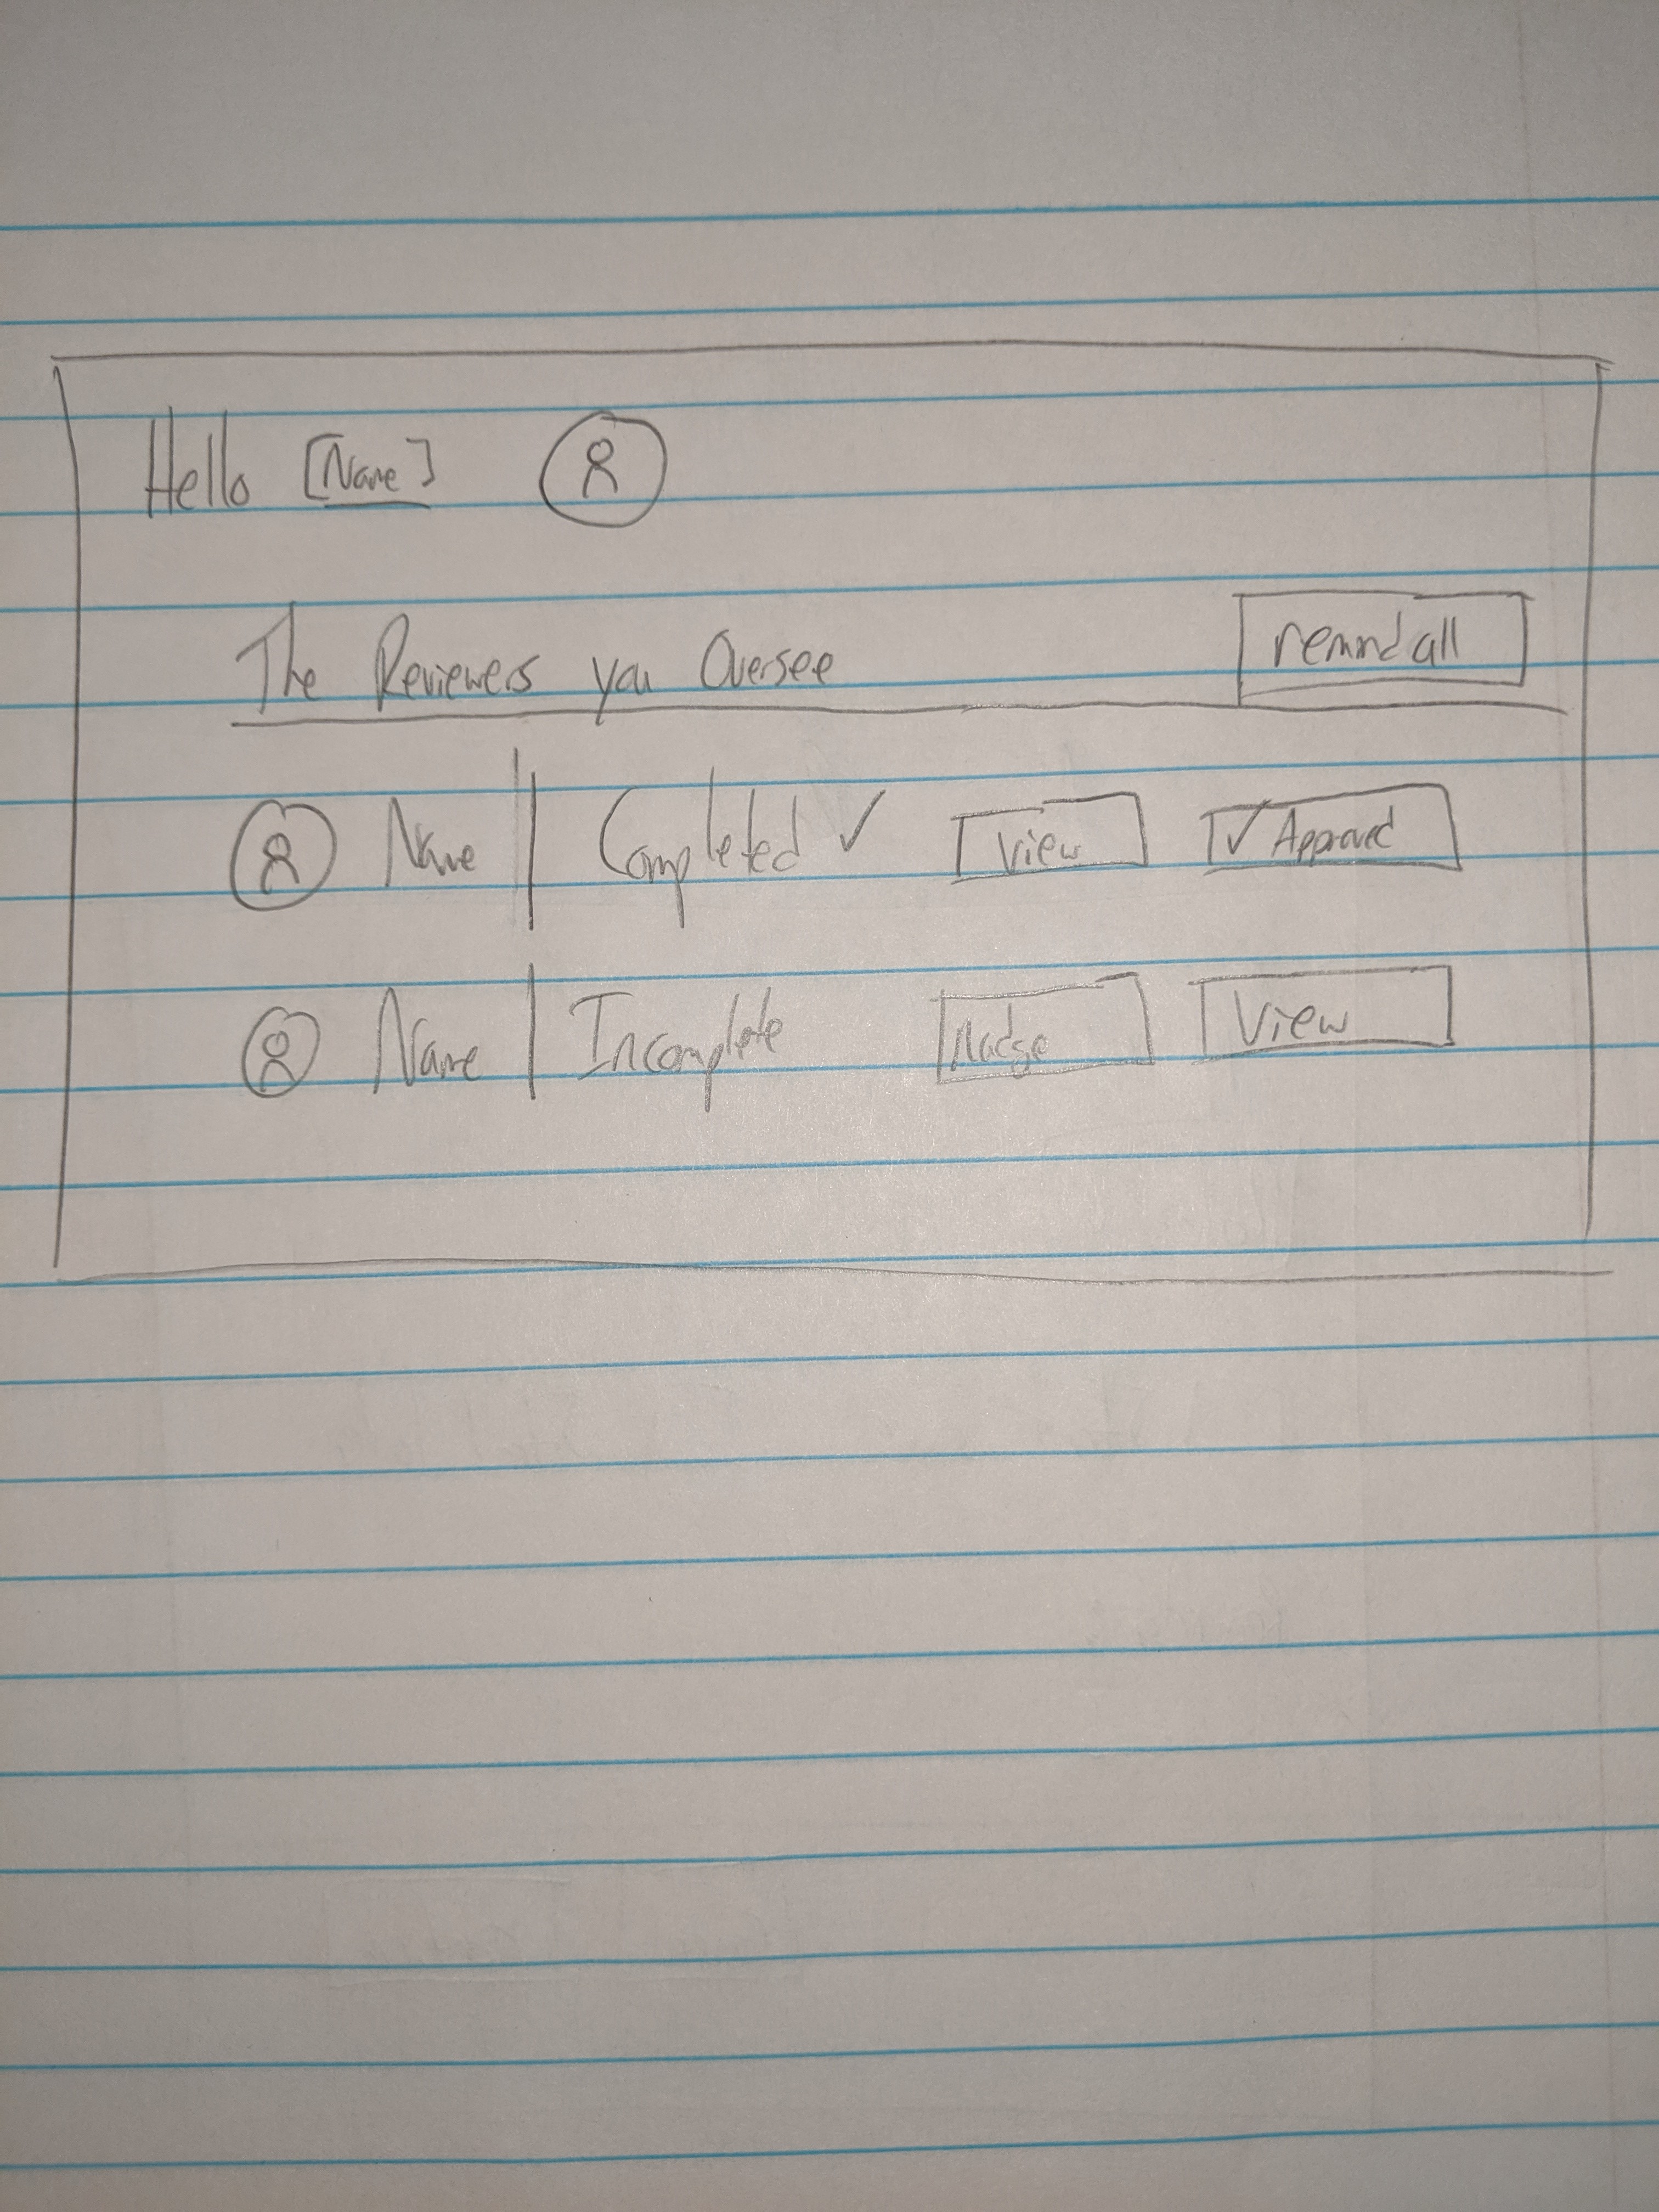 Hello [Name]
The Reviewers you Oversee remind all
Name | Completed ✓ View ✓ Approved
Name | Incomplete Nudge View